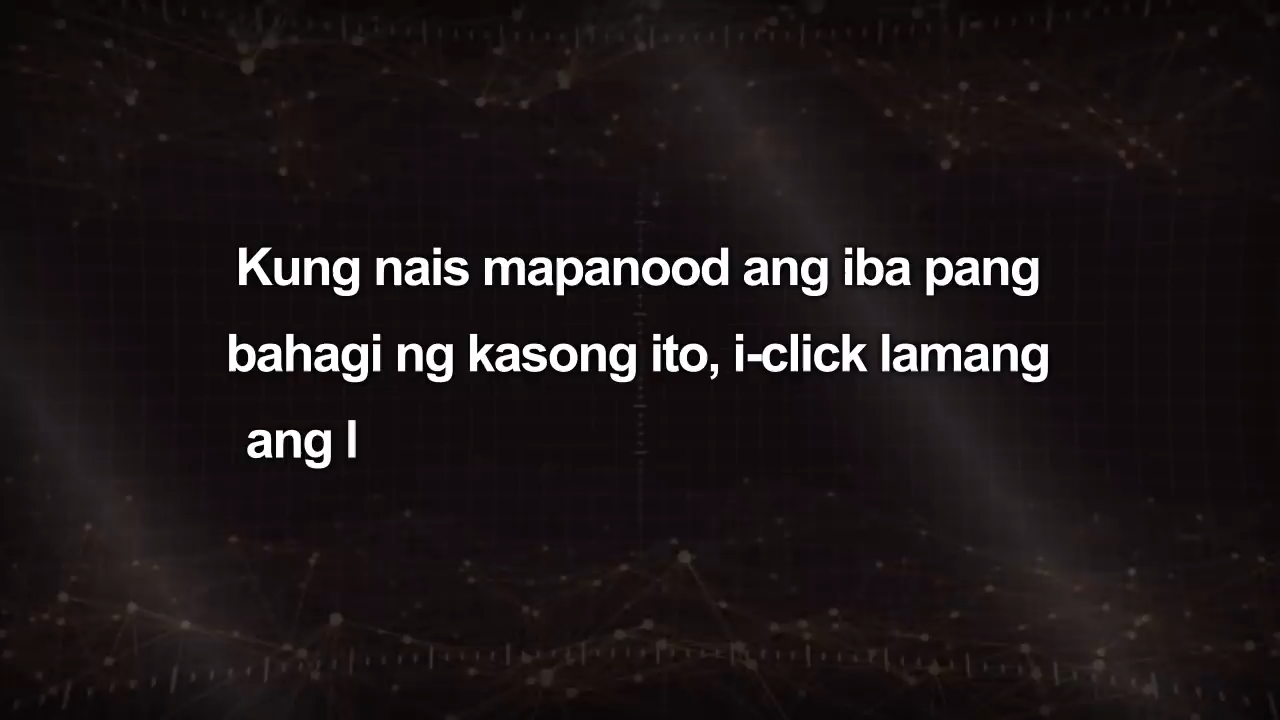 Kung nais mapanood ang iba pang
bahagi ng kasong ito, i-click lamang
ang l